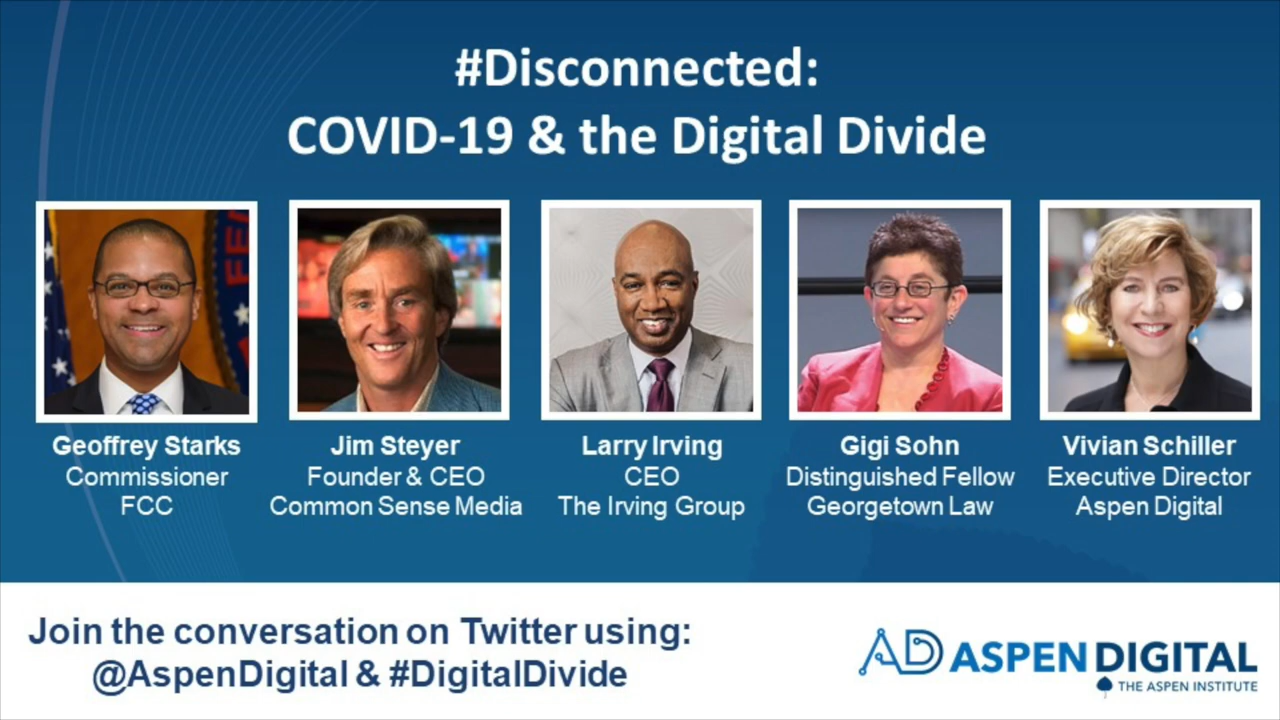 #Disconnected:
COVID-19 & the Digital Divide
Geoffrey Starks
Commissioner
FCC
Jim Steyer
Founder & CEO
Common Sense Media
Larry Irving
CEO
The Irving Group
Gigi Sohn
Distinguished Fellow
Georgetown Law
Vivian Schiller
Executive Director
Aspen Digital
Join the conversation on Twitter using:
@AspenDigital & #DigitalDivide
AD ASPEN DIGITAL
THE ASPEN INSTITUTE